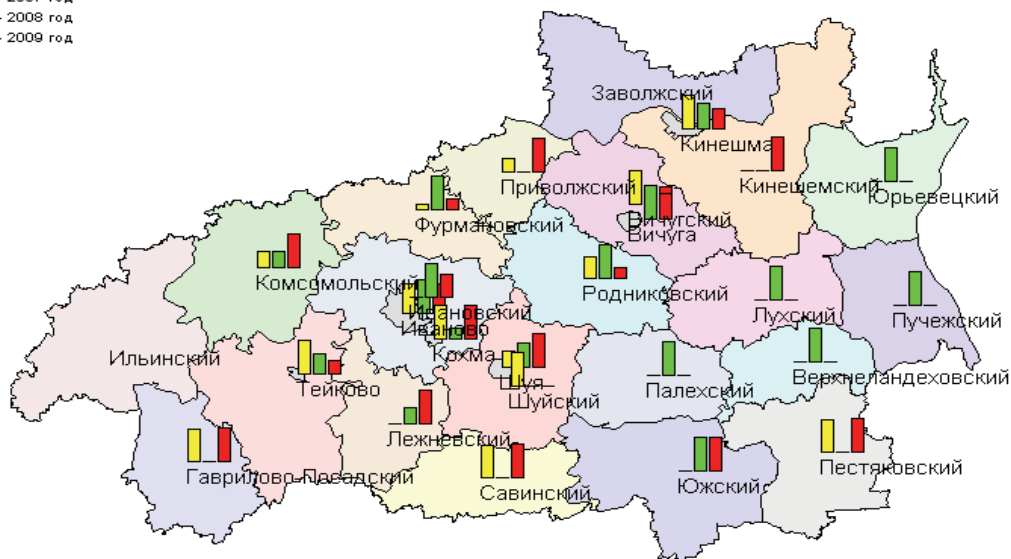 - 2008 год
- 2009 год
Заволжский
Кинешма
Приволжский
Кинешемский
Юрьевецкий
Фурмановский
Вичугский
Вичуга
Комсомольский
Родниковский
Лухский
Пучежский
Ивановский
Иваново
Кохма
Ильинский
Тейково
Шуя
Шуйский
Палехский
Верхнеландеховский
Лежневский
Гаврилово-Посадский
Савинский
Южский
Пестяковский